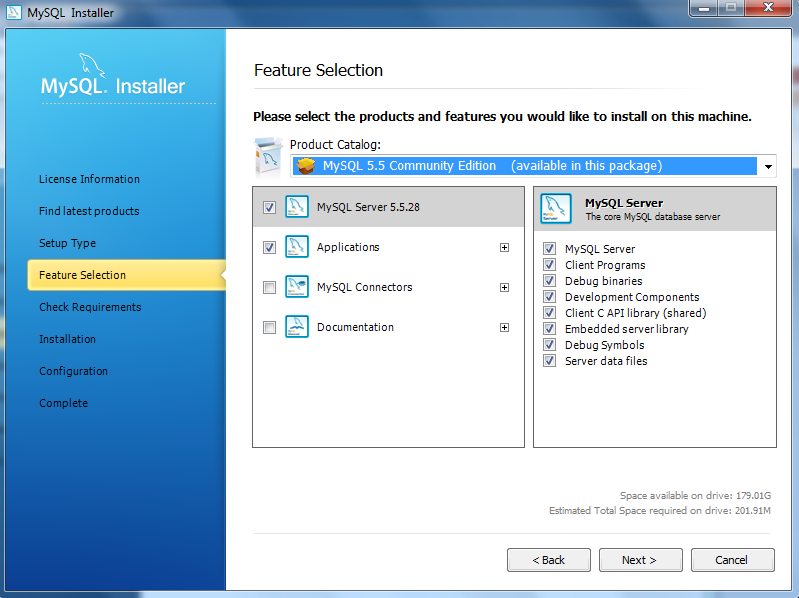 MySQL Installer
MySQL® Installer
License Information
Find latest products
Setup Type
Feature Selection
Check Requirements
Installation
Configuration
Complete
Feature Selection
Please select the products and features you would like to install on this machine.
Product Catalog:
MySQL 5.5 Community Edition (available in this package)
MySQL Server 5.5.28
Applications
MySQL Connectors
Documentation
MySQL Server
The core MySQL database server
MySQL Server
Client Programs
Debug binaries
Development Components
Client C API library (shared)
Embedded server library
Debug Symbols
Server data files
Space available on drive: 179.01G
Estimated Total Space required on drive: 201.91M
< Back
Next >
Cancel